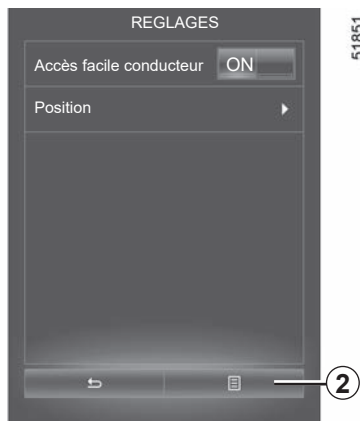 REGLAGES
51851
Accès facile conducteur ON
Position
2